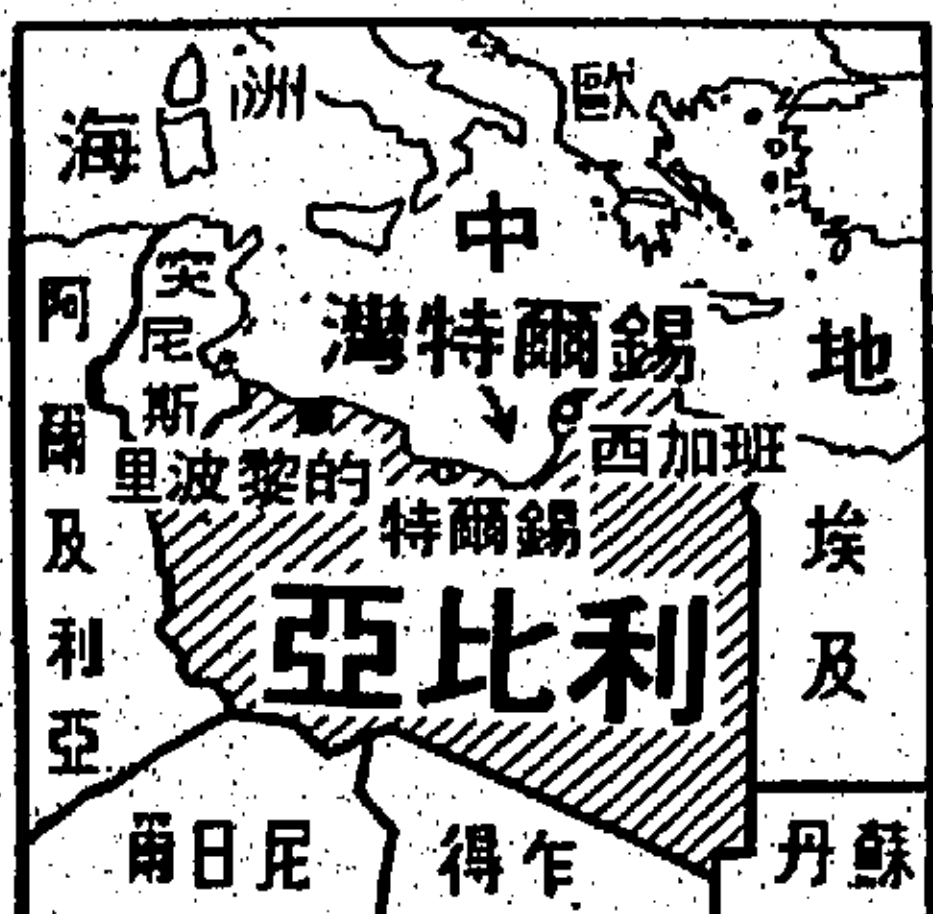 歐洲
地中海
錫爾特灣
突尼斯
阿爾及利亞
班加西
的黎波里
錫爾特
利比亞
埃及
蘇丹
乍得
尼日爾